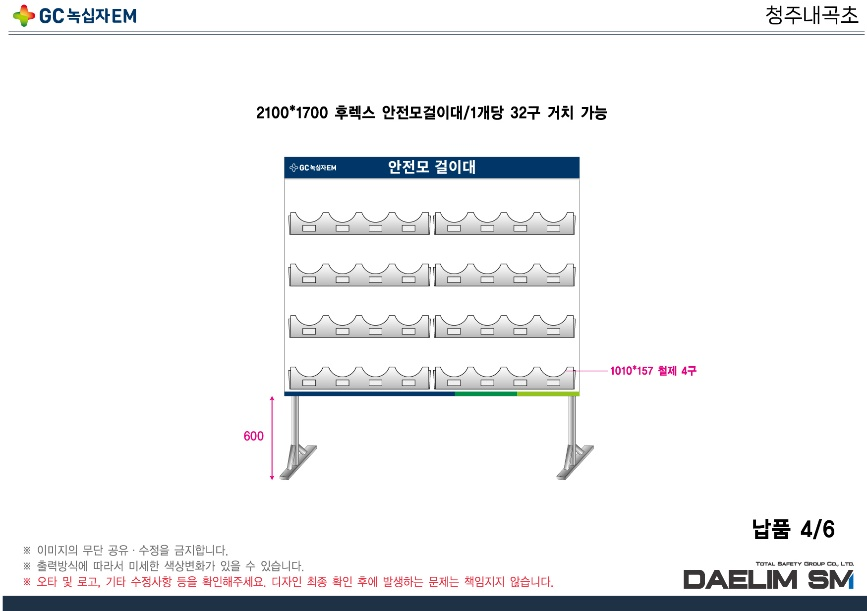 GC 녹십자EM
청주내곡초
2100*1700 후렉스 안전모걸이대/1개당 32구 거치 가능
GC 녹십자EM 안전모 걸이대
1010*157 철제 4구
600
납품 4/6
※ 이미지의 무단 공유 · 수정을 금지합니다.
※ 출력방식에 따라서 미세한 색상변화가 있을 수 있습니다.
※ 오타 및 로고, 기타 수정사항 등을 확인해주세요. 디자인 최종 확인 후에 발생하는 문제는 책임지지 않습니다.
TOTAL SAFETY GROUP CO., LTD.
DAELIM SM